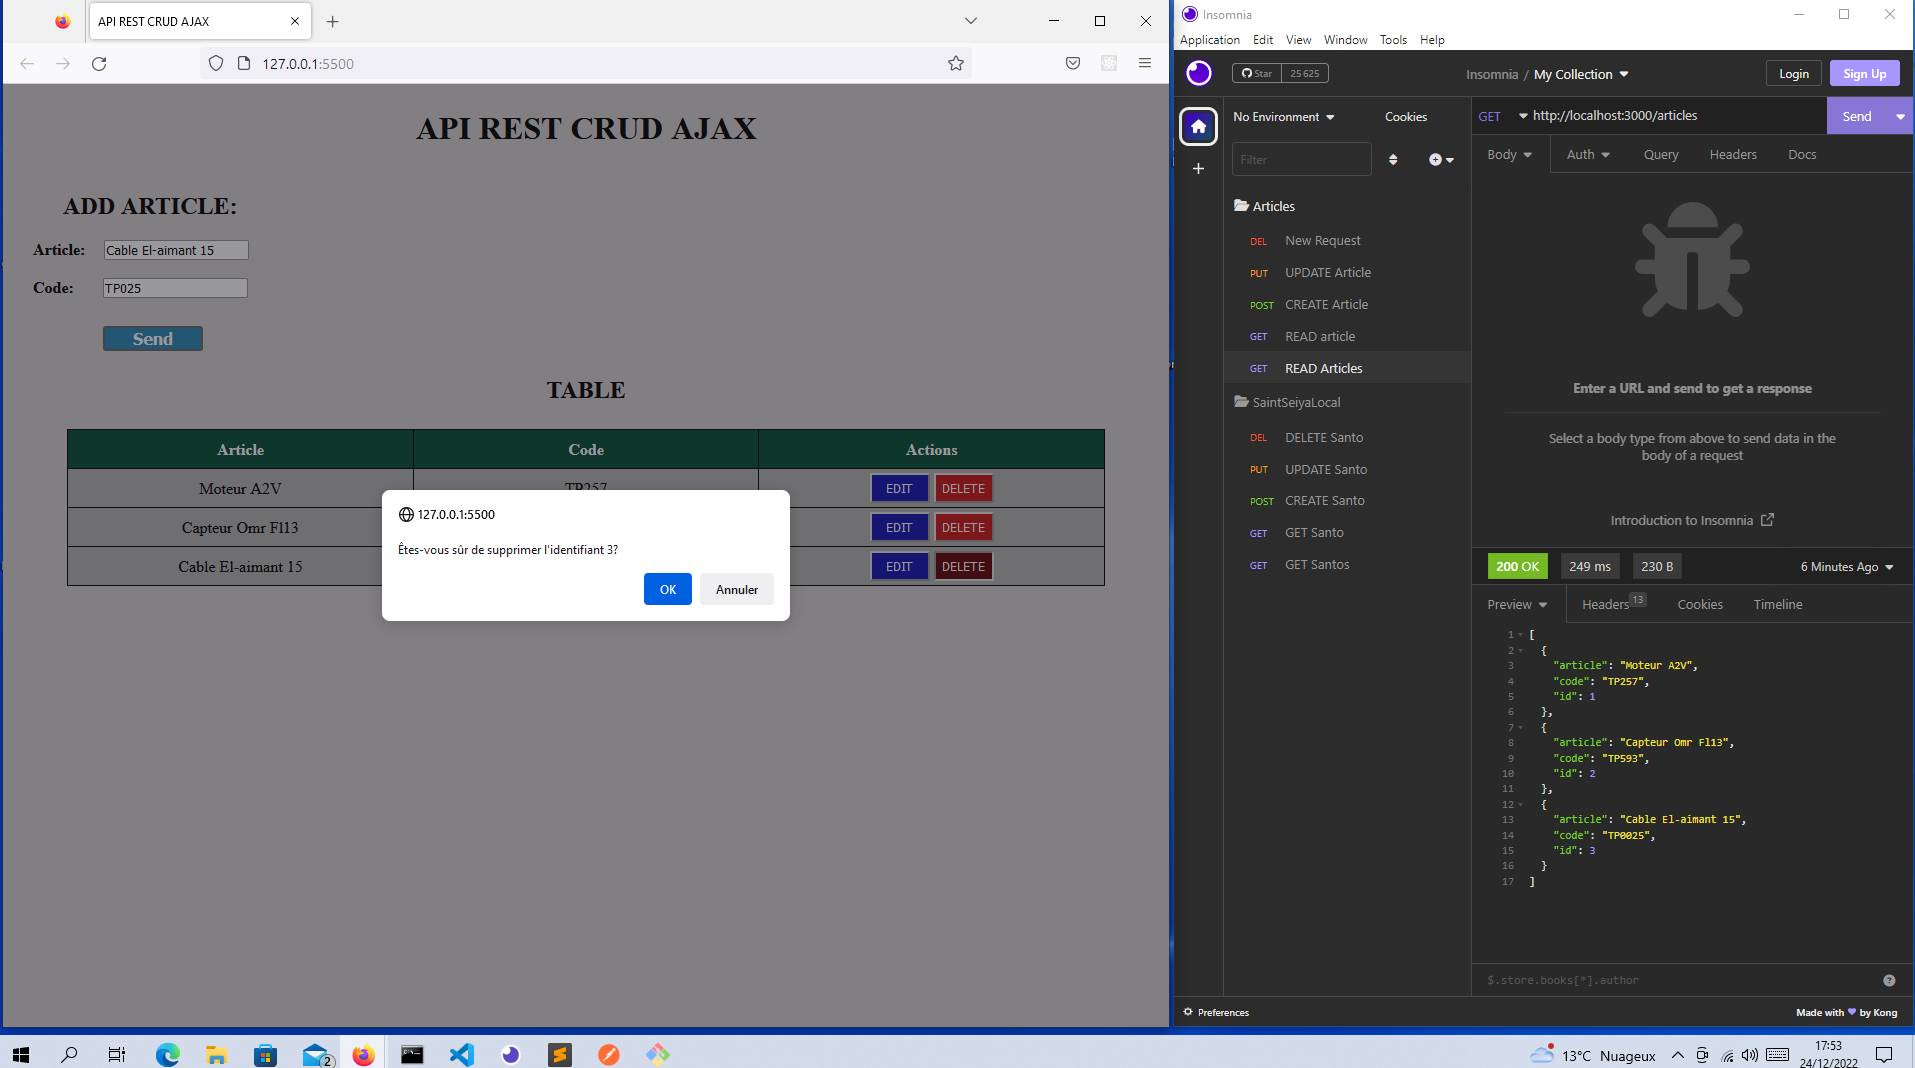 API REST CRUD AJAX
127.0.0.1:5500
API REST CRUD AJAX
ADD ARTICLE:
Article: Cable El-aimant 15
Code: TP025
Send
TABLE
Article Code Actions
Moteur A2V TP257 EDIT DELETE
Capteur Omr Fl13 EDIT DELETE
Cable El-aimant 15 EDIT DELETE
127.0.0.1:5500
Êtes-vous sûr de supprimer l'identifiant 3?
OK Annuler
Insomnia
Application Edit View Window Tools Help
Star 25 625
Insomnia / My Collection
Login Sign Up
No Environment Cookies
Filter
Articles
DEL New Request
PUT UPDATE Article
POST CREATE Article
GET READ article
GET READ Articles
SaintSeiyaLocal
DEL DELETE Santo
PUT UPDATE Santo
POST CREATE Santo
GET GET Santo
GET GET Santos
GET http://localhost:3000/articles Send
Body Auth Query Headers Docs
Enter a URL and send to get a response
Select a body type from above to send data in the
body of a request
Introduction to Insomnia
200 OK 249 ms 230 B 6 Minutes Ago
Preview Headers 13 Cookies Timeline
1 [
2 {
3 "article": "Moteur A2V",
4 "code": "TP257",
5 "id": 1
6 },
7 {
8 "article": "Capteur Omr Fl13",
9 "code": "TP593",
10 "id": 2
11 },
12 {
13 "article": "Cable El-aimant 15",
14 "code": "TP0025",
15 "id": 3
16 }
17 ]
$.store.books[*].author
Preferences
Made with by Kong
2
13°C Nuageux
17:53
24/12/2022